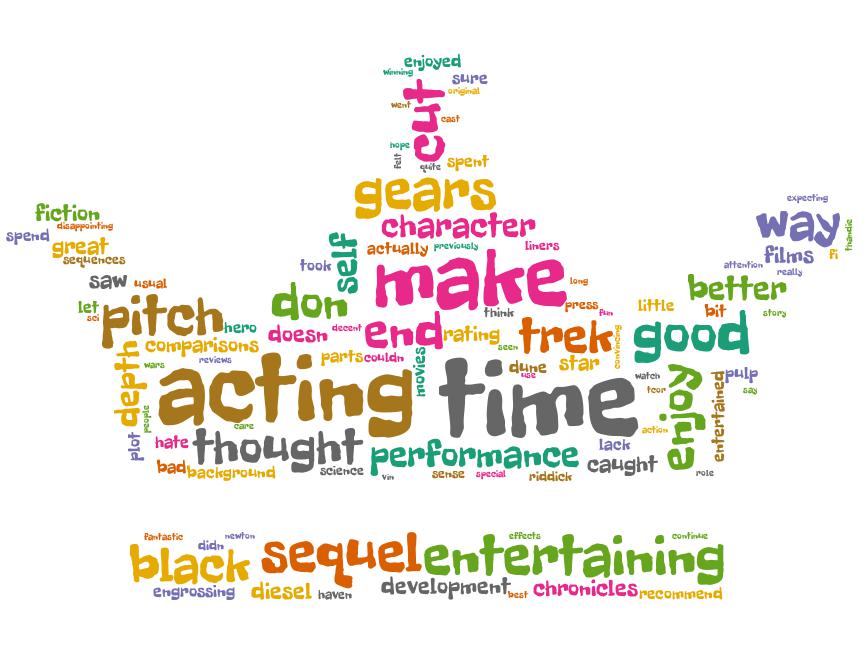 enjoyed
winning
sure
original
went
cut
cast
hope
felt
quite
spent
gears
character
fiction
disappointing
spend
great
sequences
expecting
way
thandie
self
actually
previously
liners
took
make
long
films
fi
attention
really
saw
usual
better
let
sci
pitch
hero
don
think
press
fun
little
bit
story
doesn
decent
end
rating
seen
trek
convincing
good
comparisons
reviews
parts
couldn
movies
dune
use
star
wars
depth
people
acting
time
watch
tcor
enjoy
entertained
pulp
say
care
action
plot
hate
thought
performance
lack
bad
background
science
vin
sense
special
riddick
caught
role
fantastic
didn
newton
effects
continue
black
sequel
entertaining
engrossing
diesel
haven
development
best
chronicles
recommend